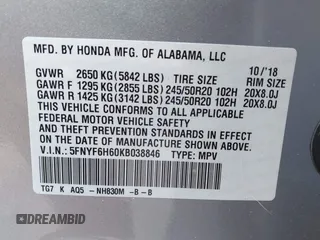 MFD. BY HONDA MFG. OF ALABAMA, LLC
10/'18
GVWR 2650 KG(5842 LBS) TIRE SIZE RIM SIZE
GAWR F 1295 KG(2855 LBS) 245/50R20 102H 20X8.0J
GAWR R 1425 KG(3142 LBS) 245/50R20 102H 20X8.0J
THIS VEHICLE CONFORMS TO ALL APPLICABLE
FEDERAL MOTOR VEHICLE SAFETY STANDARDS IN EFFECT
ON THE DATE OF MANUFACTURE SHOWN ABOVE.
V.I.N.: 5FNYF6H60KB038846 TYPE: MPV
TG7 K AQ5 -NH830M -B-B
DREAMBID